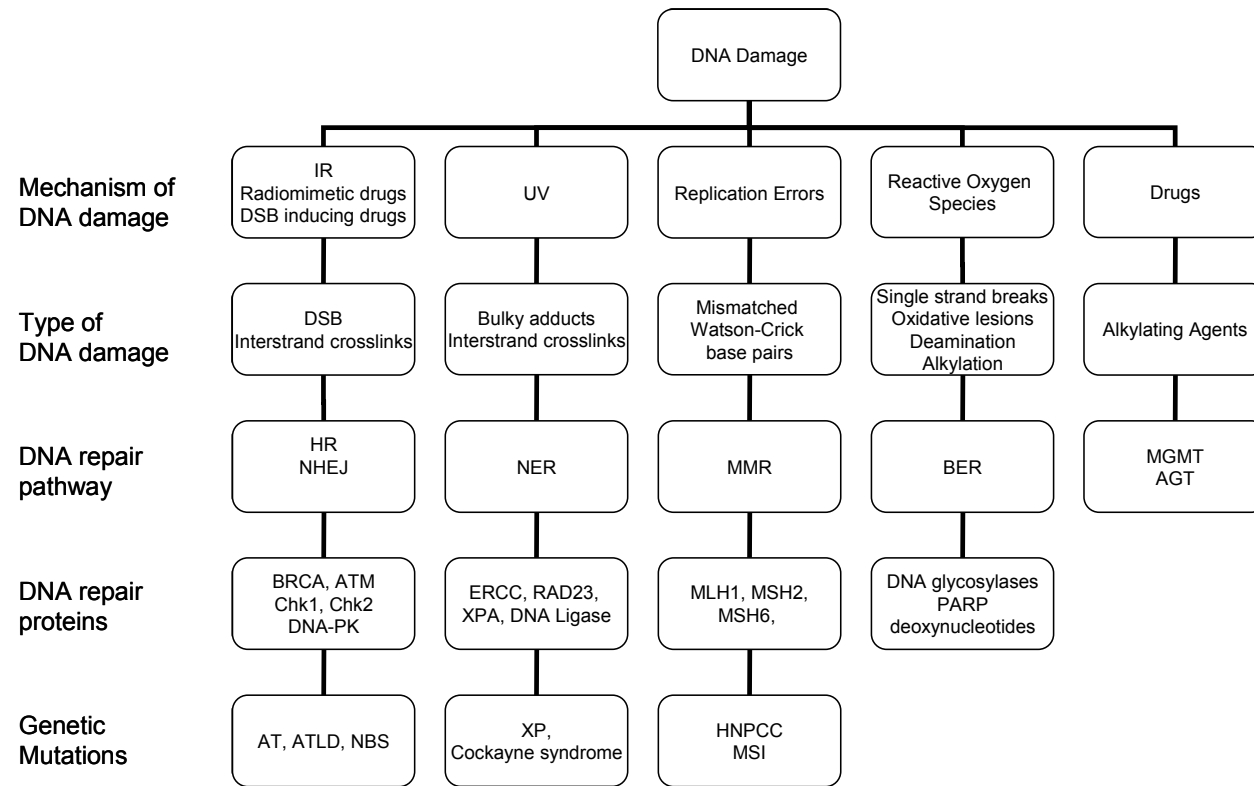 DNA Damage
Mechanism of
DNA damage
IR
Radiomimetic drugs
DSB inducing drugs
UV
Replication Errors
Reactive Oxygen
Species
Drugs
Type of
DNA damage
DSB
Interstrand crosslinks
Bulky adducts
Interstrand crosslinks
Mismatched
Watson-Crick
base pairs
Single strand breaks
Oxidative lesions
Deamination
Alkylation
Alkylating Agents
DNA repair
pathway
HR
NHEJ
NER
MMR
BER
MGMT
AGT
DNA repair
proteins
BRCA, ATM
Chk1, Chk2
DNA-PK
ERCC, RAD23,
XPA, DNA Ligase
MLH1, MSH2,
MSH6,
DNA glycosylases
PARP
deoxynucleotides
Genetic
Mutations
AT, ATLD, NBS
XP,
Cockayne syndrome
HNPCC
MSI